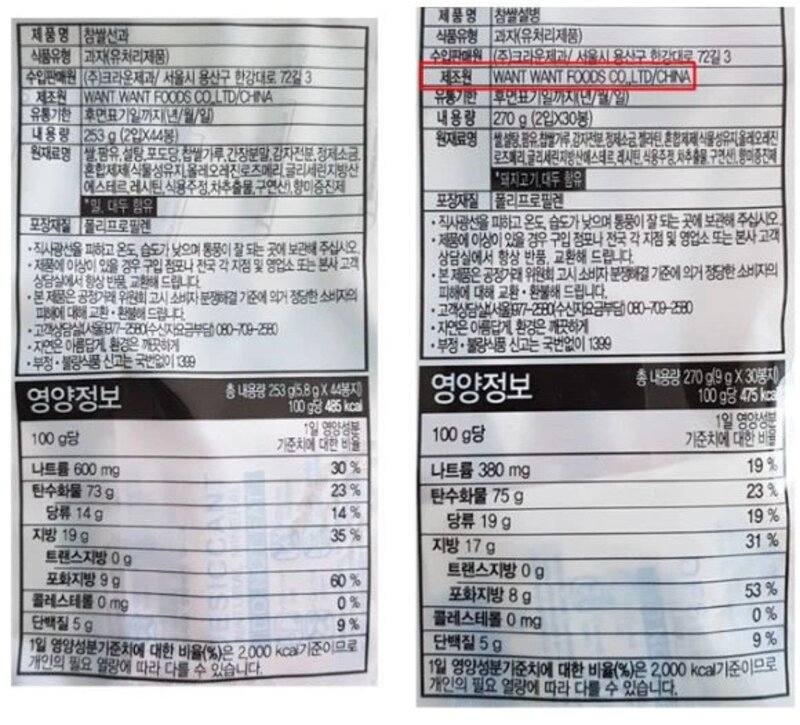 제품명 찹쌀선과
식품유형 과자(유처리제품)
수입판매원 (주)크라운제과/ 서울시 용산구 한강대로 72길 3
제조원 WANT WANT FOODS CO.,LTD/CHINA
유통기한 후면표기일까지(년/월/일)
내용량 253 g (2입X44봉)
원재료명 쌀,팜유,설탕,포도당,찹쌀가루,간장분말,감자전분,정제소금,
혼합제제(식물성유지,올레오레진로즈메리,글리세린지방산
에스테르,레시틴,식용주정,차추출물,구연산),향미증진제
*밀, 대두 함유
포장재질 폴리프로필렌
·직사광선을 피하고 온도, 습도가 낮으며 통풍이 잘 되는 곳에 보관해 주십시오.
·제품에 이상이 있을 경우 구입 점포나 전국 각 지점 및 영업소 또는 본사 고객
상담실에서 항상 반품, 교환해 드립니다.
·본 제품은 공정거래 위원회 고시 소비자 분쟁해결 기준에 의거 정당한 소비자의
피해에 대해 교환·환불해 드립니다.
·고객상담실(서울)977-2580(수신자요금부담) 080-709-2580
·자연은 아름답게, 환경은 깨끗하게
·부정·불량식품 신고는 국번없이 1399
영양정보
총 내용량 253 g(5.8 g X 44봉지)
100 g당 485 kcal
100 g당
1일 영양성분
기준치에 대한 비율
나트륨 600 mg 30 %
탄수화물 73 g 23 %
당류 14 g 14 %
지방 19 g 35 %
트랜스지방 0 g
포화지방 9 g 60 %
콜레스테롤 0 mg 0 %
단백질 5 g 9 %
1일 영양성분기준치에 대한 비율(%)은 2,000 kcal기준이므로
개인의 필요 열량에 따라 다를 수 있습니다.
제품명 찹쌀설병
식품유형 과자(유처리제품)
수입판매원 (주)크라운제과/ 서울시 용산구 한강대로 72길 3
제조원 WANT WANT FOODS CO.,LTD/CHINA
유통기한 후면표기일까지(년/월/일)
내용량 270 g (2입X30봉)
원재료명 쌀,설탕,팜유,찹쌀가루,감자전분,정제소금,젤라틴,혼합제제(식물성유지,올레오레진
로즈메리,글리세린지방산에스테르,레시틴,식용주정,차추출물,구연산),향미증진제
*돼지고기, 대두 함유
포장재질 폴리프로필렌
·직사광선을 피하고 온도, 습도가 낮으며 통풍이 잘 되는 곳에 보관해 주십시오.
·제품에 이상이 있을 경우 구입 점포나 전국 각 지점 및 영업소 또는 본사 고객
상담실에서 항상 반품, 교환해 드립니다.
·본 제품은 공정거래 위원회 고시 소비자 분쟁해결 기준에 의거 정당한 소비자의
피해에 대해 교환·환불해 드립니다.
·고객상담실(서울)977-2580(수신자요금부담) 080-709-2580
·자연은 아름답게, 환경은 깨끗하게
·부정·불량식품 신고는 국번없이 1399
영양정보
총 내용량 270 g(9 g X 30봉지)
100 g당 475 kcal
100 g당
1일 영양성분
기준치에 대한 비율
나트륨 380 mg 19 %
탄수화물 75 g 23 %
당류 19 g 19 %
지방 17 g 31 %
트랜스지방 0 g
포화지방 8 g 53 %
콜레스테롤 0 mg 0 %
단백질 5 g 9 %
1일 영양성분기준치에 대한 비율(%)은 2,000 kcal기준이므로
개인의 필요 열량에 따라 다를 수 있습니다.